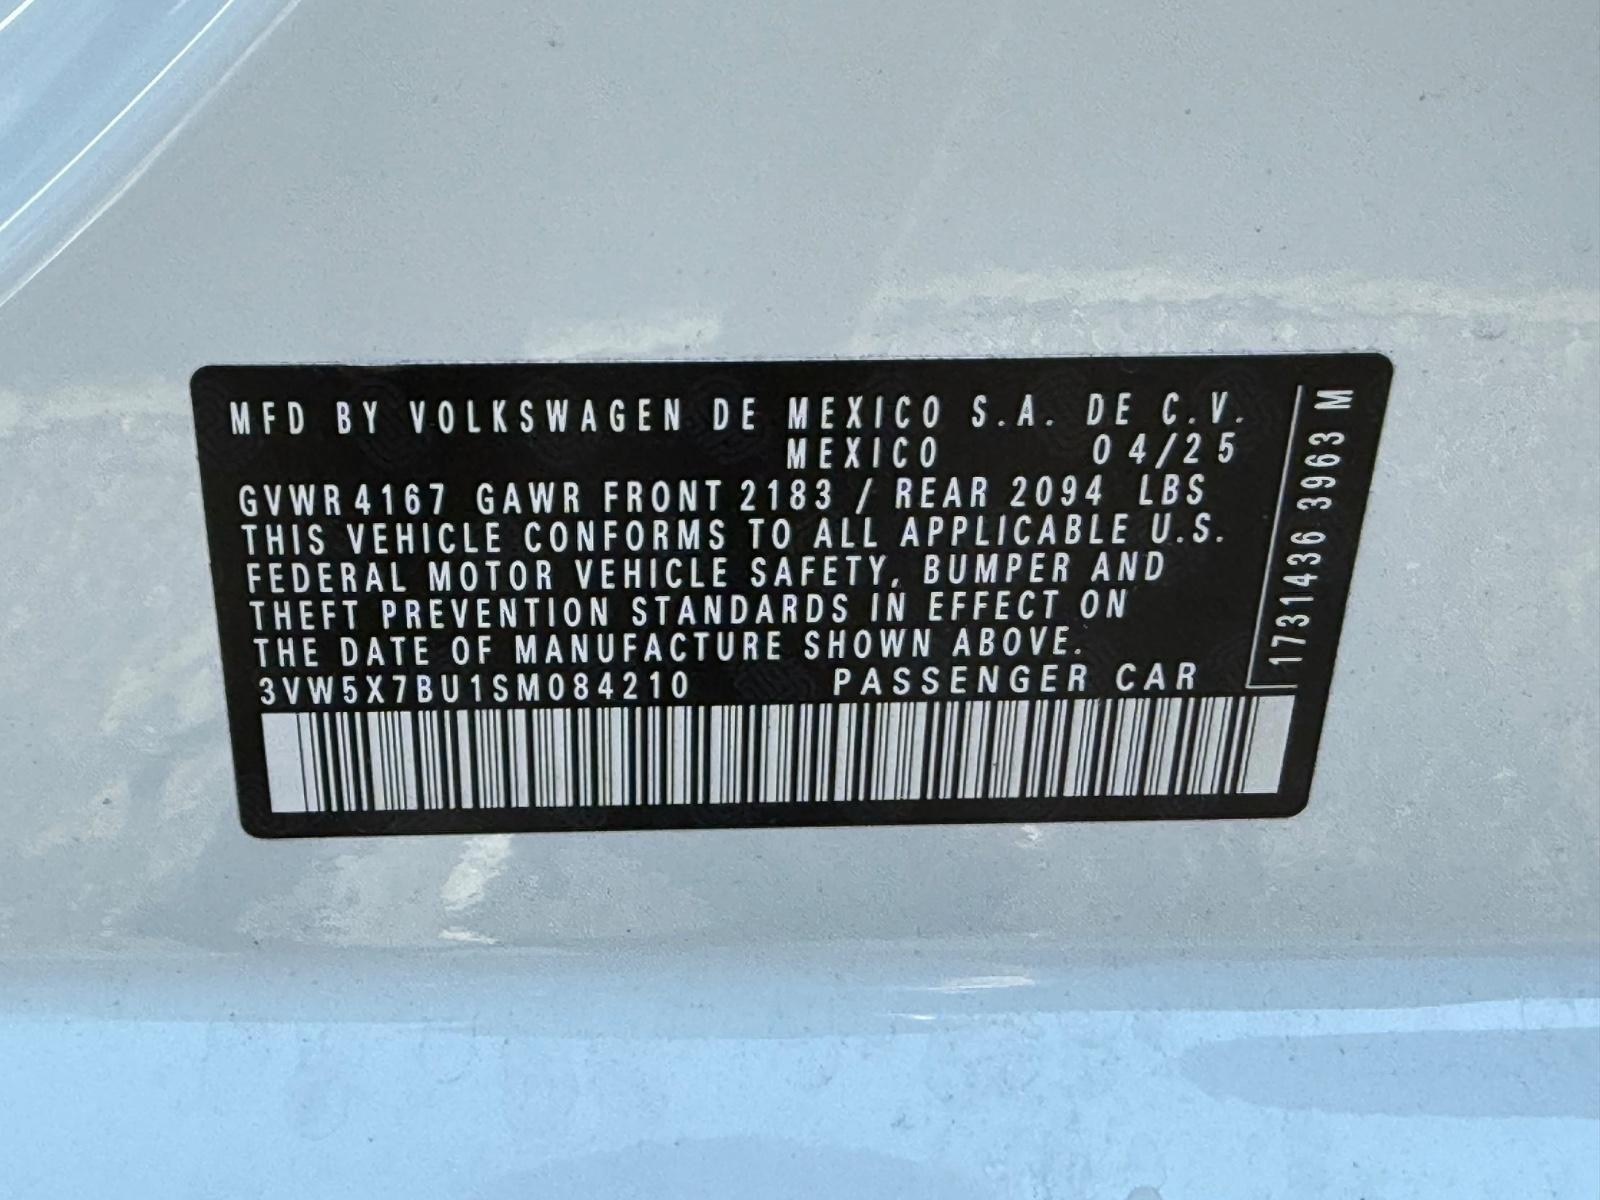 MFD BY VOLKSWAGEN DE MEXICO S.A. DE C.V.
MEXICO 04/25
GVWR 4167 GAWR FRONT 2183 / REAR 2094 LBS
THIS VEHICLE CONFORMS TO ALL APPLICABLE U.S.
FEDERAL MOTOR VEHICLE SAFETY, BUMPER AND
THEFT PREVENTION STANDARDS IN EFFECT ON
THE DATE OF MANUFACTURE SHOWN ABOVE.
3VW5X7BU1SM084210 PASSENGER CAR
1731436 3963 M